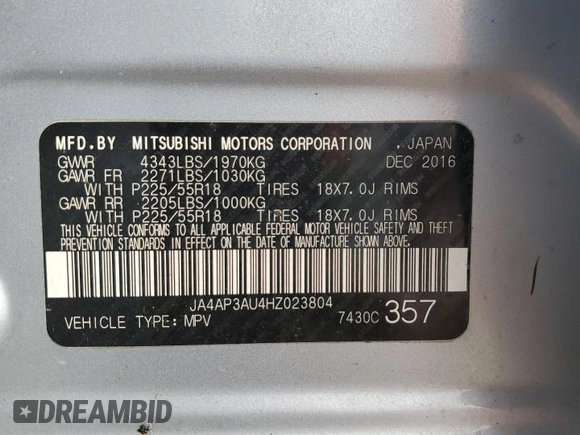 MFD.BY MITSUBISHI MOTORS CORPORATION , JAPAN
GVWR 4343LBS/1970KG DEC 2016
GAWR FR 2271LBS/1030KG
WITH P225/55R18 TIRES 18X7.0J RIMS
GAWR RR 2205LBS/1000KG
WITH P225/55R18 TIRES 18X7.0J RIMS
THIS VEHICLE CONFORMS TO ALL APPLICABLE FEDERAL MOTOR VEHICLE SAFETY AND THEFT
PREVENTION STANDARDS IN EFFECT ON THE DATE OF MANUFACTURE SHOWN ABOVE.
JA4AP3AU4HZ023804
VEHICLE TYPE:MPV 7430C 357
DREAMBID